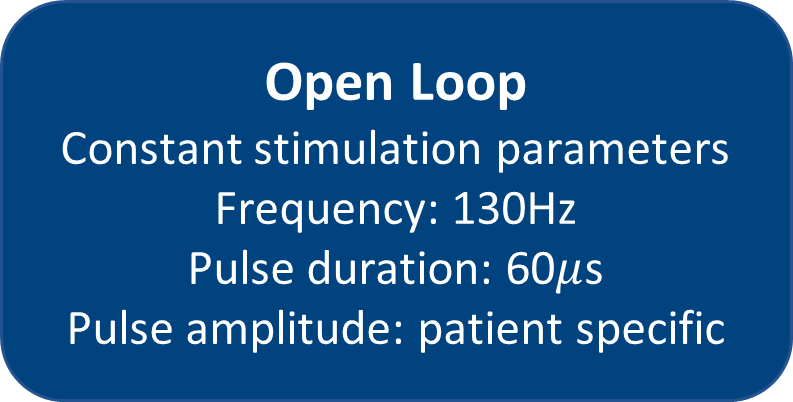 Open Loop
Constant stimulation parameters
Frequency: 130Hz
Pulse duration: 60𝜇s
Pulse amplitude: patient specific